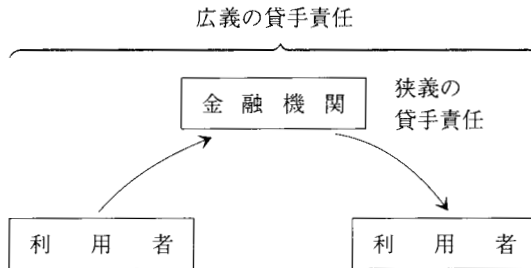 広義の貸手責任
金融機関
狭義の
貸手責任
利用者
利用者